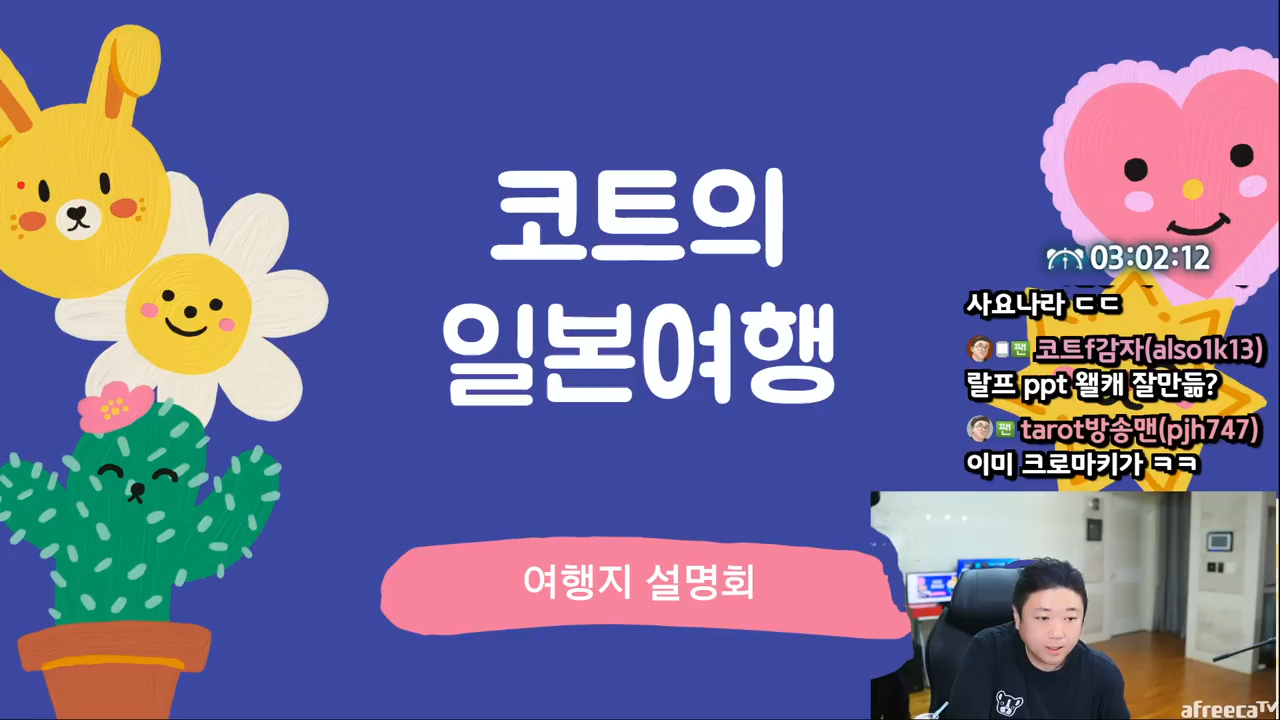 코트의
일본여행
여행지 설명회
03:02:12
사요나라 ㄷㄷ
팬 코트f감자(also1k13)
랄프 ppt 왤캐 잘만듦?
팬 tarot방송맨(pjh747)
이미 크로마키가 ㅋㅋ
afreecaTV